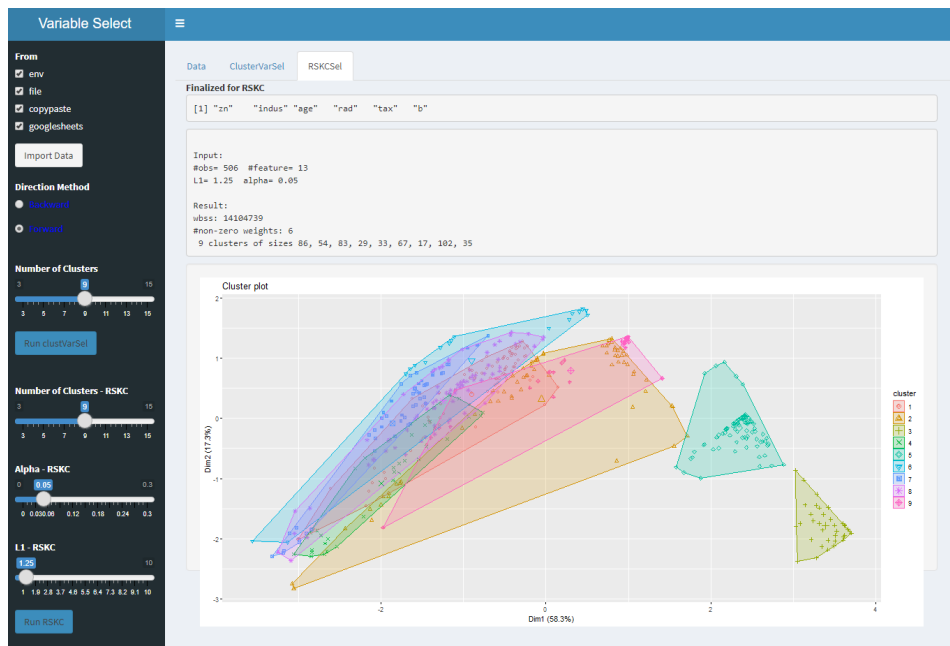 Variable Select
From
env
file
copypaste
googlesheets
Import Data
Direction Method
Number of Clusters
3 9 15
3 5 7 9 11 13 15
Run clustVarSel
Number of Clusters - RSKC
3 9 15
3 5 7 9 11 13 15
Alpha - RSKC
0 0.05 0.3
0 0.03 0.06 0.12 0.18 0.24 0.3
L1 - RSKC
1.25 10
1 1.9 2.8 3.7 4.6 5.5 6.4 7.3 8.2 9.1 10
Run RSKC
Data ClusterVarSel RSKCSel
Finalized for RSKC
[1] "zn" "indus" "age" "rad" "tax" "b"
Input:
#obs= 506 #feature= 13
L1= 1.25 alpha= 0.05
Result:
wbss: 14104739
#non-zero weights: 6
9 clusters of sizes 86, 54, 83, 29, 33, 67, 17, 102, 35
Cluster plot
2
1
0
-1
-2
-3
Dim2 (17.3%)
-2 0 2 4
Dim1 (58.3%)
cluster
1
2
3
4
5
6
7
8
9